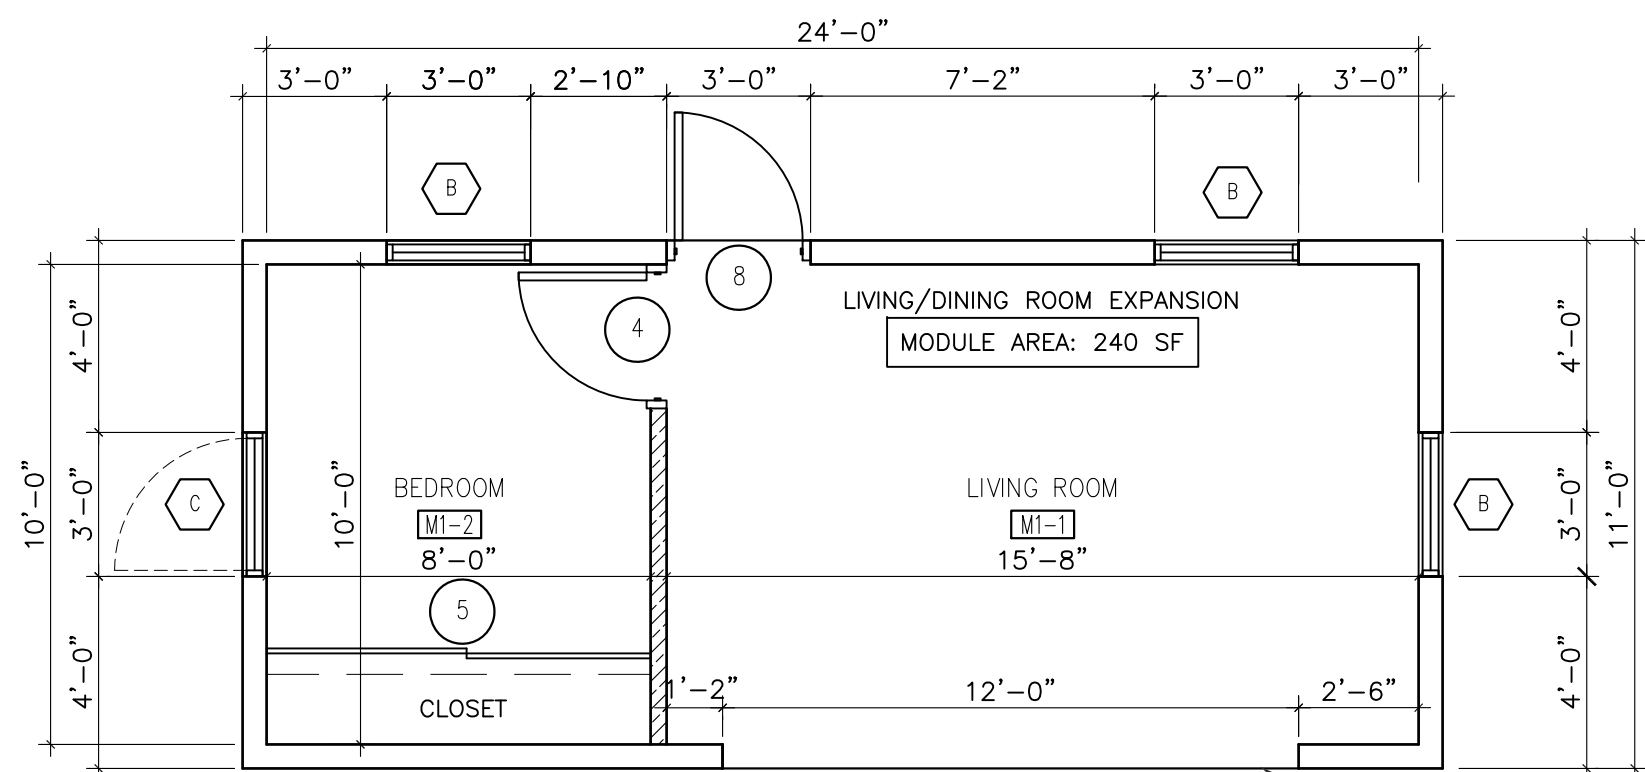 24'-0"
3'-0" 3'-0" 2'-10" 3'-0" 7'-2" 3'-0" 3'-0"
B
B
8
4
LIVING/DINING ROOM EXPANSION
MODULE AREA: 240 SF
4'-0"
4'-0"
10'-0"
3'-0"
C
10'-0"
BEDROOM
M1-2
8'-0"
LIVING ROOM
M1-1
15'-8"
B
3'-0"
11'-0"
5
4'-0"
CLOSET
1'-2"
12'-0"
2'-6"
4'-0"